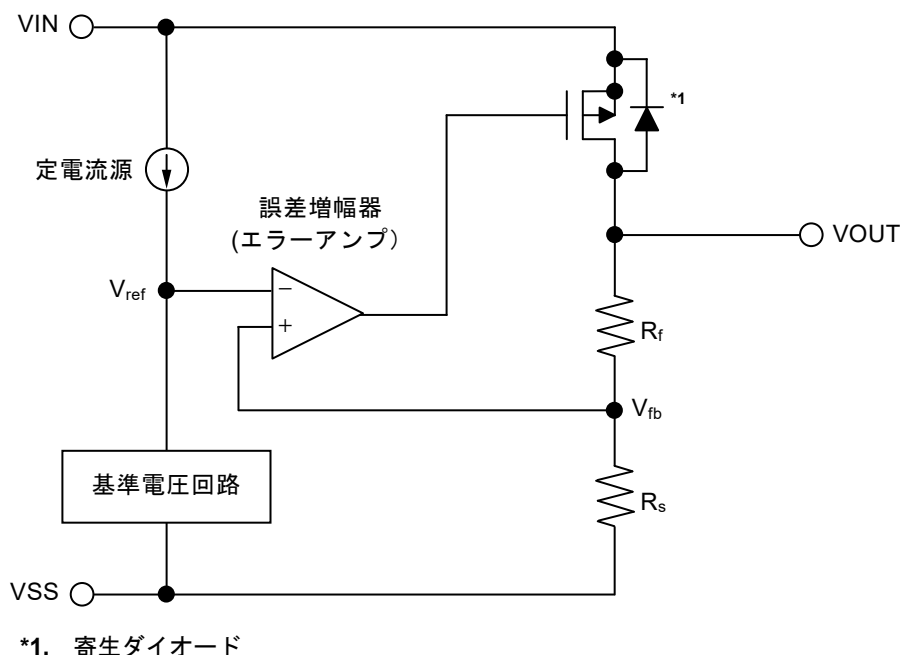 VIN
*1
定電流源
誤差増幅器
(エラーアンプ)
VOUT
Vref
−
+
Rf
Vfb
基準電圧回路
Rs
VSS
*1. 寄生ダイオード